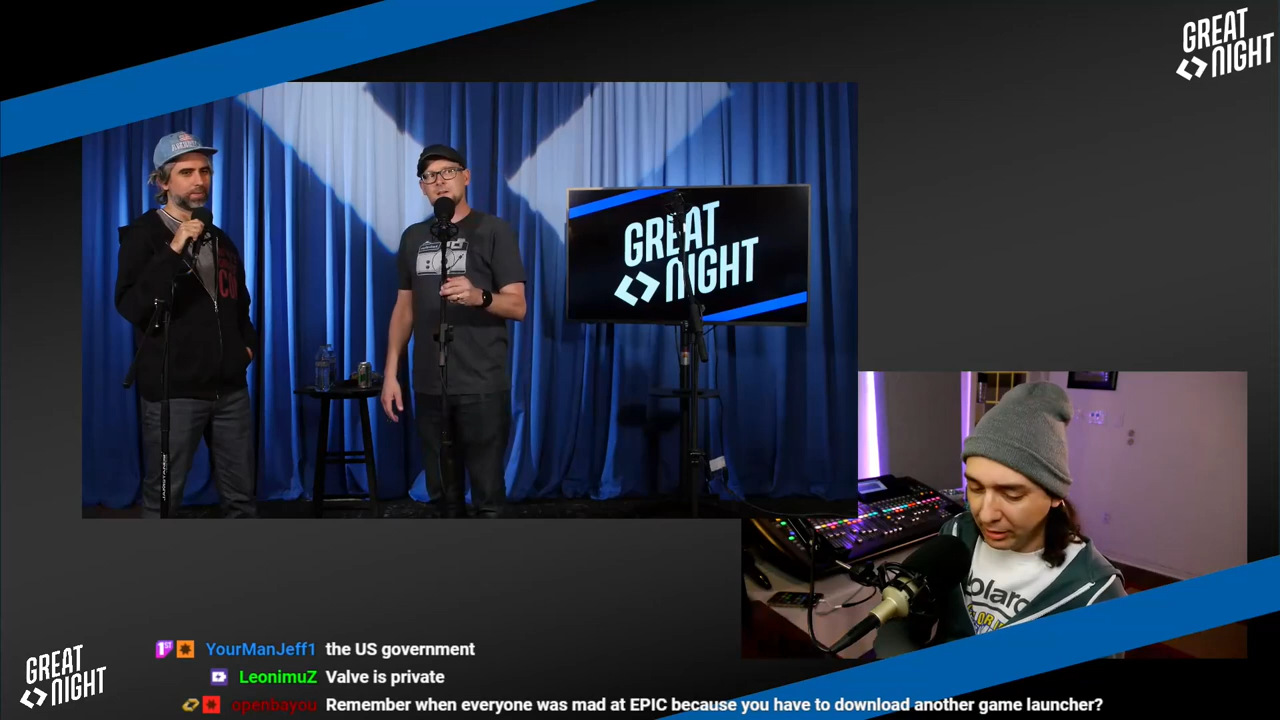 GREAT
NIGHT
GREAT
NIGHT
olaro
GREAT
NIGHT
YourManJeff1 the US government
LeonimuZ Valve is private
openbayou Remember when everyone was mad at EPIC because you have to download another game launcher?